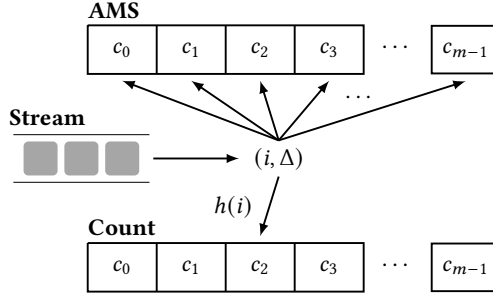 AMS
c₀ c₁ c₂ c₃ ··· cₘ₋₁
···
Stream
(i, Δ)
h(i)
Count
c₀ c₁ c₂ c₃ ··· cₘ₋₁